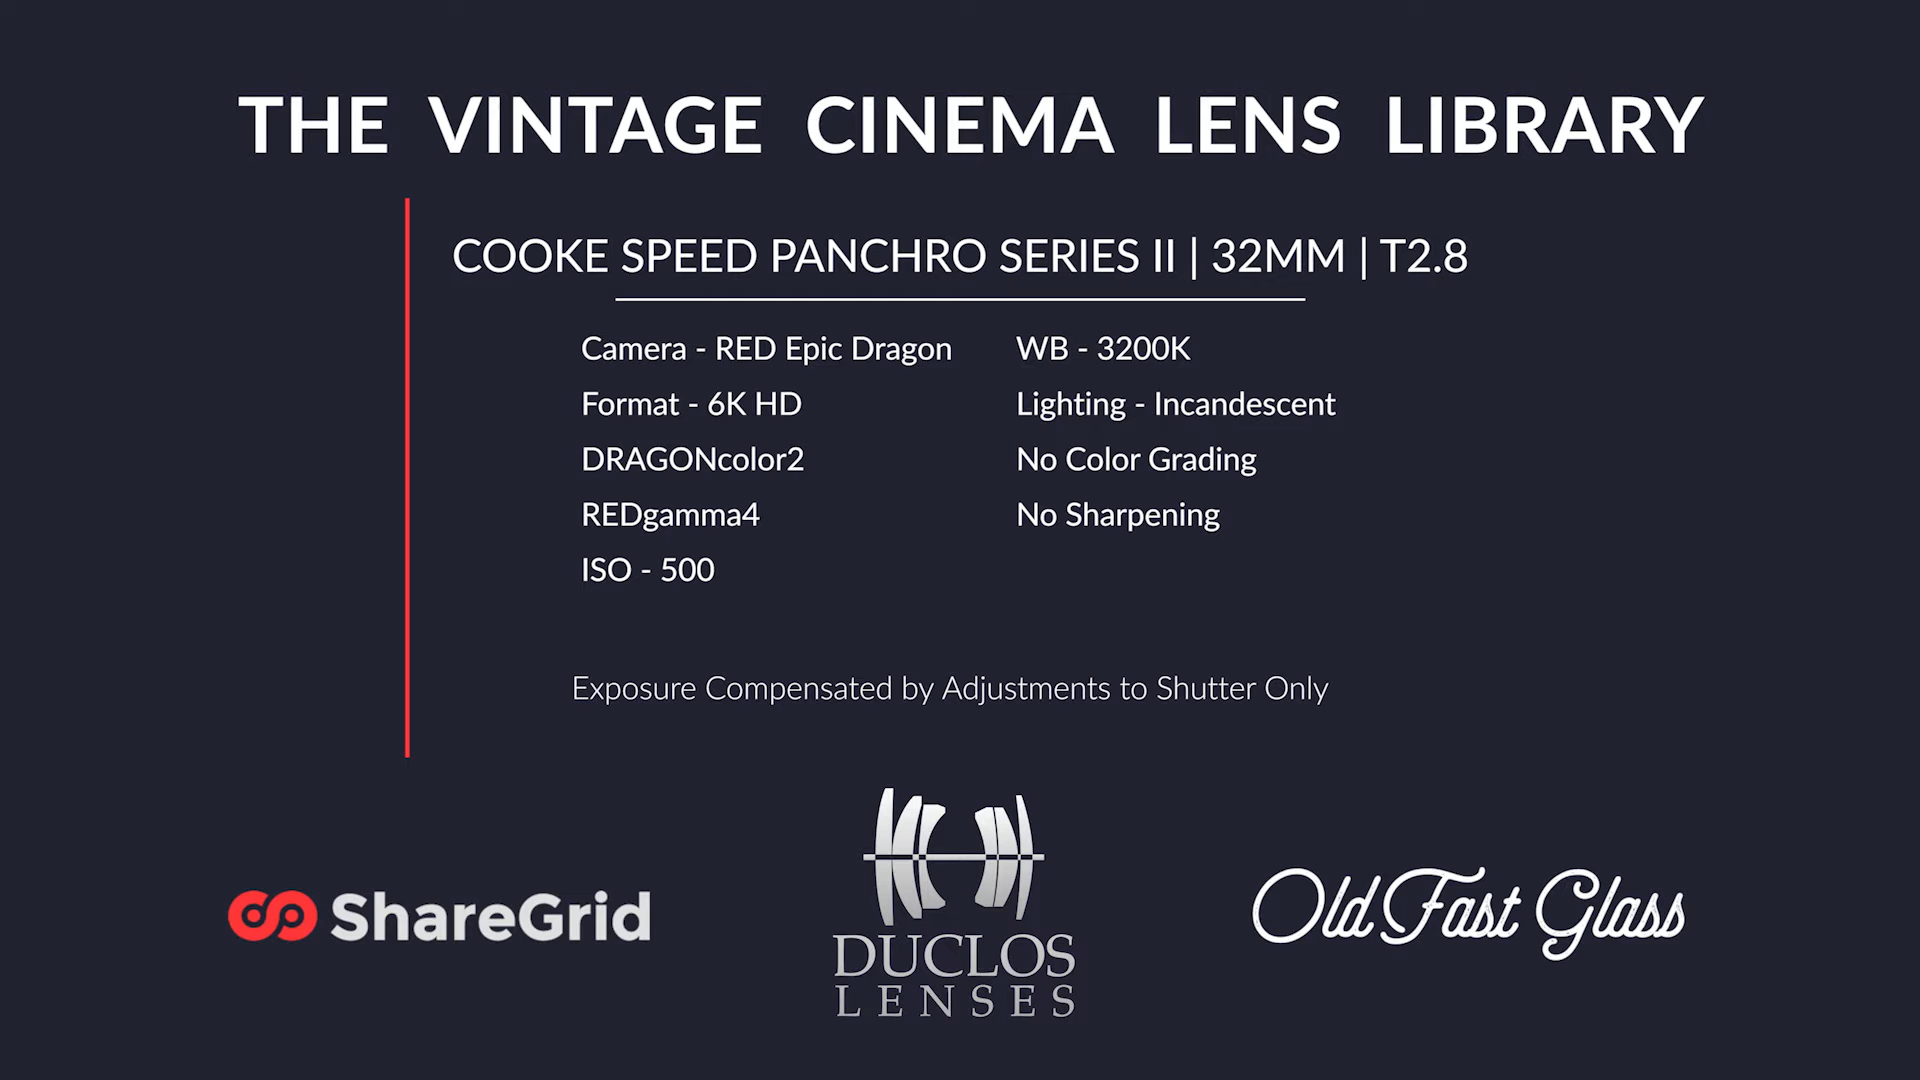 THE VINTAGE CINEMA LENS LIBRARY
COOKE SPEED PANCHRO SERIES II | 32MM | T2.8
Camera - RED Epic Dragon
Format - 6K HD
DRAGONcolor2
REDgamma4
ISO - 500
WB - 3200K
Lighting - Incandescent
No Color Grading
No Sharpening
Exposure Compensated by Adjustments to Shutter Only
ShareGrid
DUCLOS
LENSES
Old Fast Glass